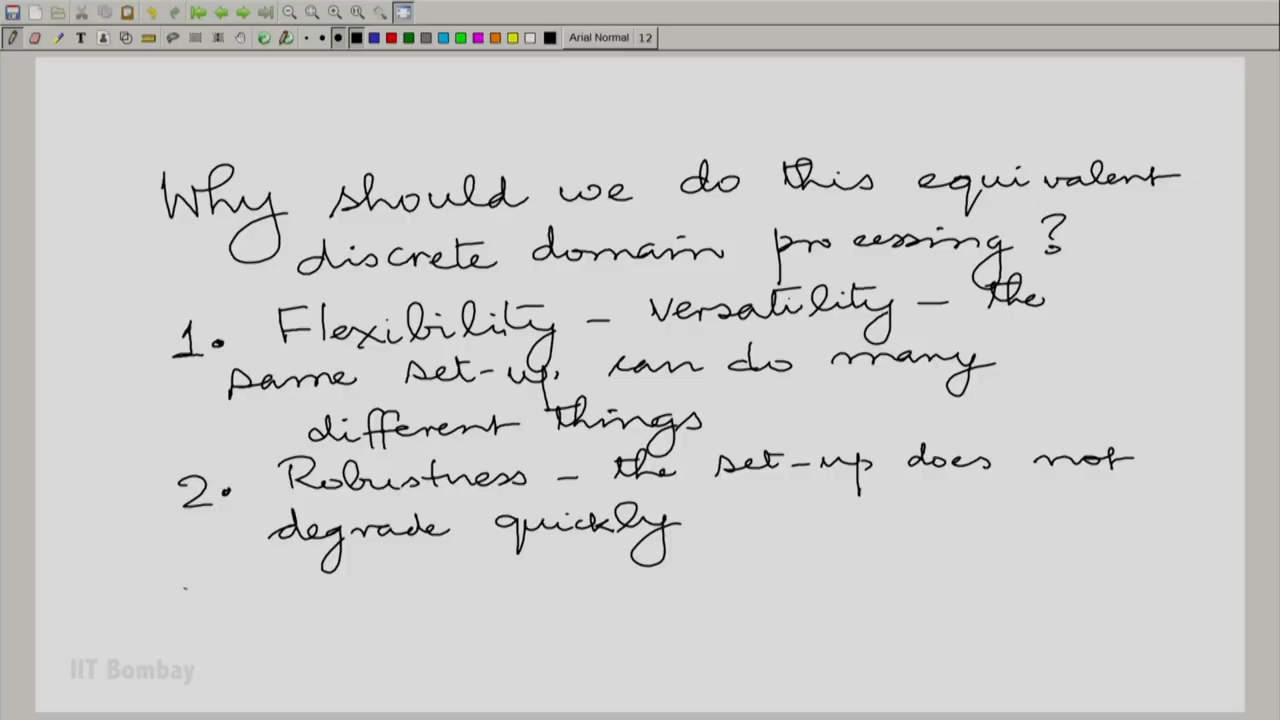 Arial Normal 12
Why should we do this equivalent
discrete domain processing?
1. Flexibility - versatility - the
same set-up can do many
different things
2. Robustness - the set-up does not
degrade quickly
IIT Bombay